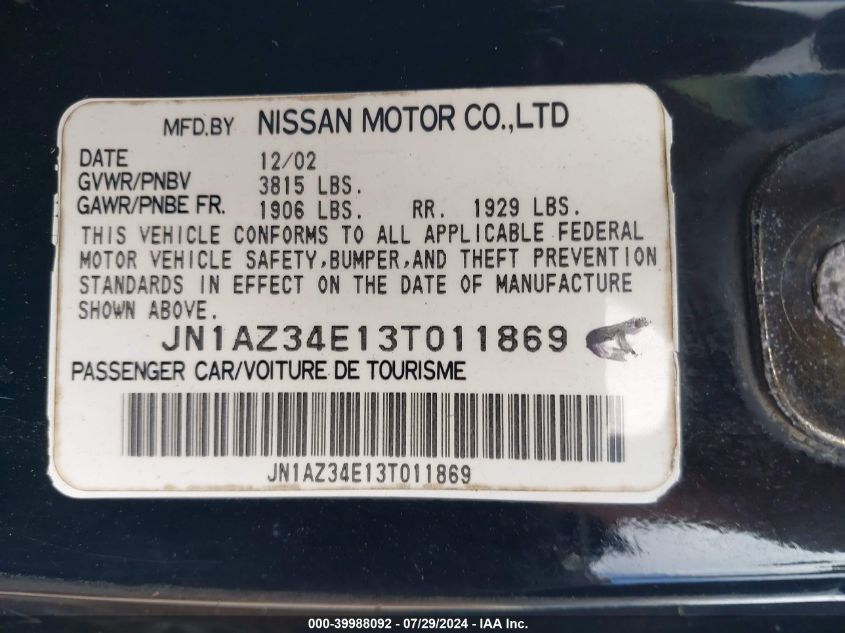 MFD.BY NISSAN MOTOR CO.,LTD
DATE 12/02
GVWR/PNBV 3815 LBS.
GAWR/PNBE FR. 1906 LBS. RR. 1929 LBS.
THIS VEHICLE CONFORMS TO ALL APPLICABLE FEDERAL
MOTOR VEHICLE SAFETY,BUMPER,AND THEFT PREVENTION
STANDARDS IN EFFECT ON THE DATE OF MANUFACTURE
SHOWN ABOVE.
JN1AZ34E13T011869
PASSENGER CAR/VOITURE DE TOURISME
JN1AZ34E13T011869
000-39988092 - 07/29/2024 - IAA Inc.